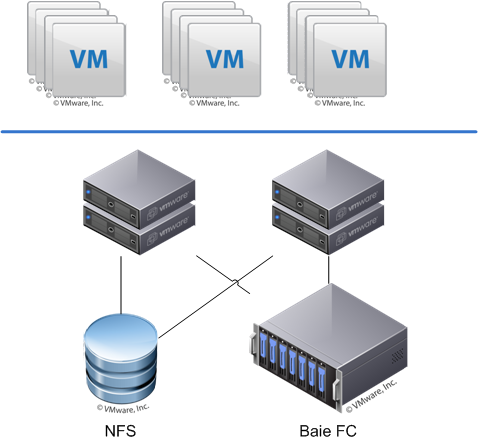 VM VM VM
© VMware, Inc. © VMware, Inc. © VMware, Inc.
vmware vmware
vmware vmware
© VMware, Inc. © VMware, Inc.
NFS Baie FC